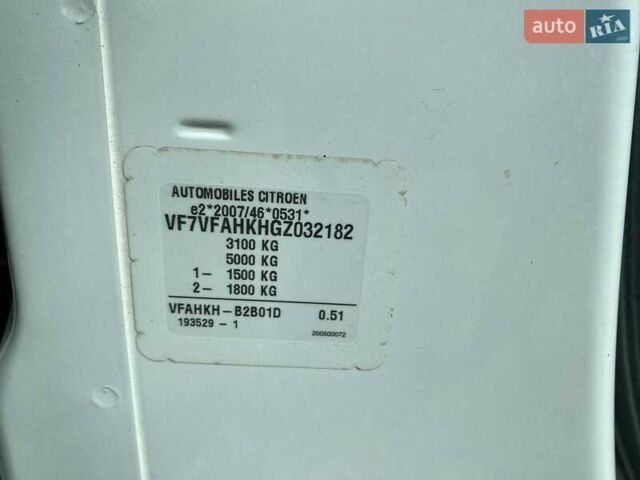 auto RIA
.com
AUTOMOBILES CITROEN
e2*2007/46*0531*
VF7VFAHKHGZ032182
3100 KG
5000 KG
1- 1500 KG
2- 1800 KG
VFAHKH-B2B01D 0.51
193529 - 1 200500072